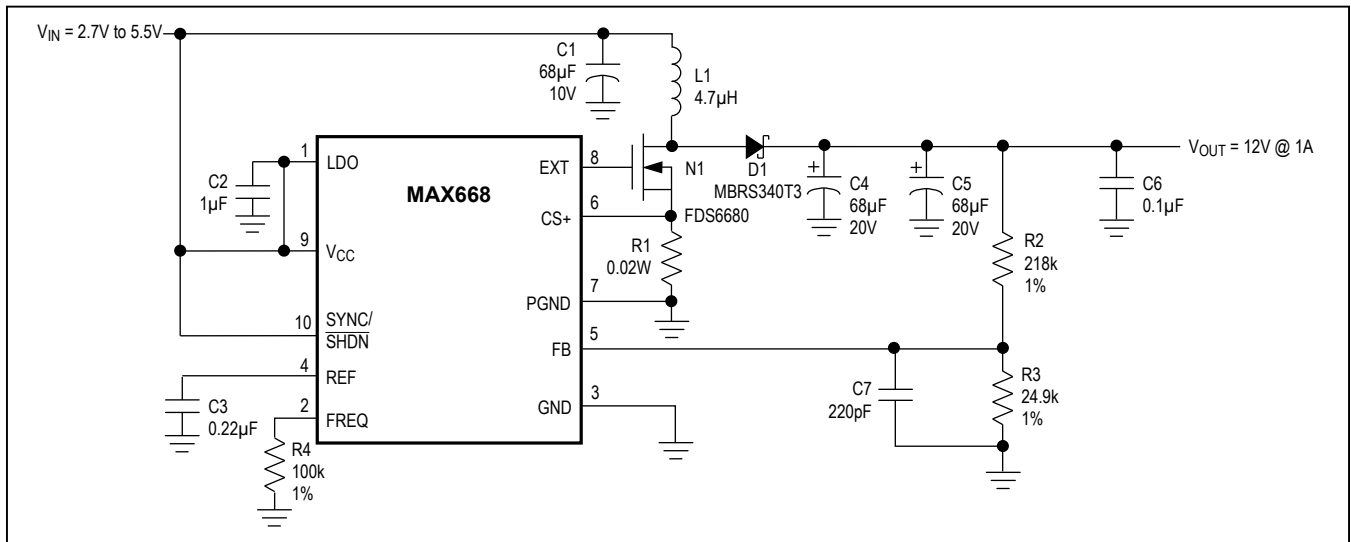 VIN = 2.7V to 5.5V
C1
68µF
10V
L1
4.7µH
1
LDO
MAX668
EXT
8
N1
FDS6680
D1
MBRS340T3
C4
68µF
20V
C5
68µF
20V
C6
0.1µF
VOUT = 12V @ 1A
C2
1µF
9
VCC
CS+
6
R1
0.02W
R2
218k
1%
PGND
7
10
SYNC/
SHDN
FB
5
4
REF
C3
0.22µF
2
FREQ
GND
3
C7
220pF
R3
24.9k
1%
R4
100k
1%